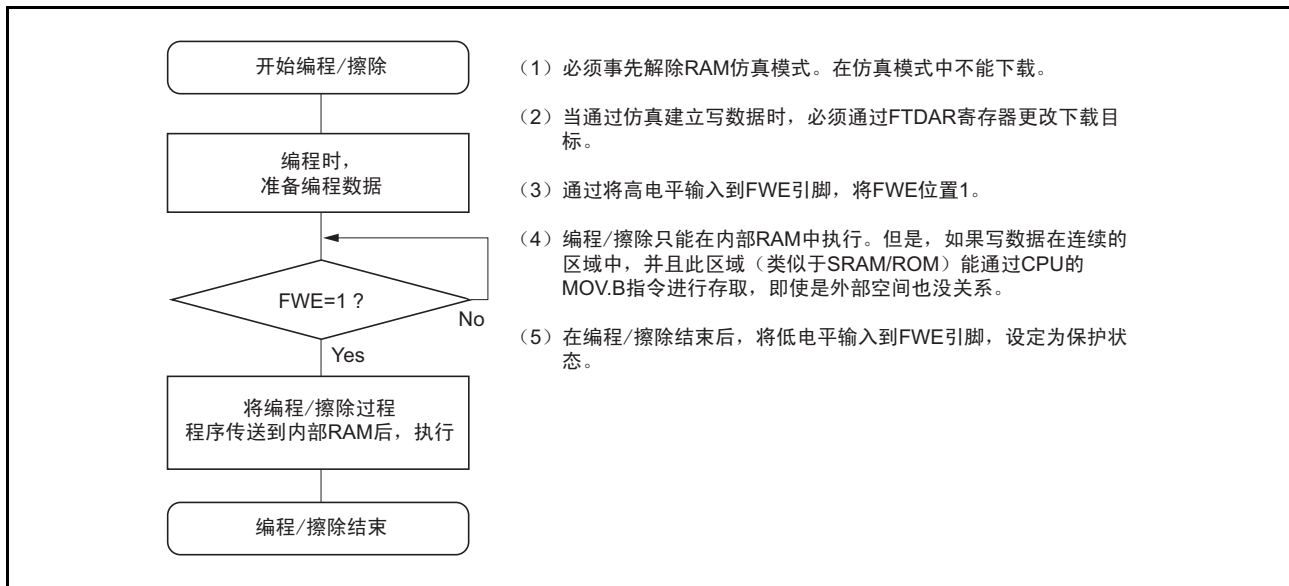 开始编程/擦除
编程时，
准备编程数据
FWE=1 ?
No
Yes
将编程/擦除过程
程序传送到内部RAM后，执行
编程/擦除结束
（1）必须事先解除RAM仿真模式。在仿真模式中不能下载。
（2）当通过仿真建立写数据时，必须通过FTDAR寄存器更改下载目
标。
（3）通过将高电平输入到FWE引脚，将FWE位置1。
（4）编程/擦除只能在内部RAM中执行。但是，如果写数据在连续的
区域中，并且此区域（类似于SRAM/ROM）能通过CPU的
MOV.B指令进行存取，即使是外部空间也没关系。
（5）在编程/擦除结束后，将低电平输入到FWE引脚，设定为保护状
态。